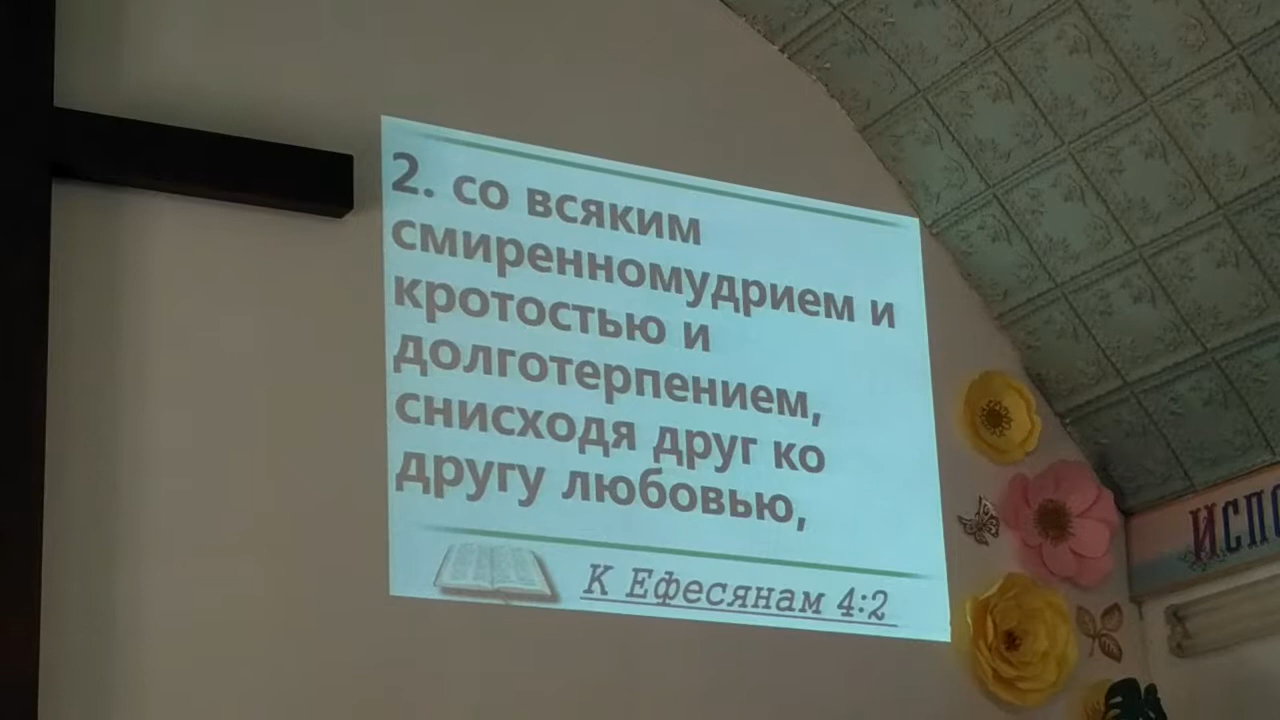 2. со всяким
смиренномудрием и
кротостью и
долготерпением,
снисходя друг ко
другу любовью,
К Ефесянам 4:2